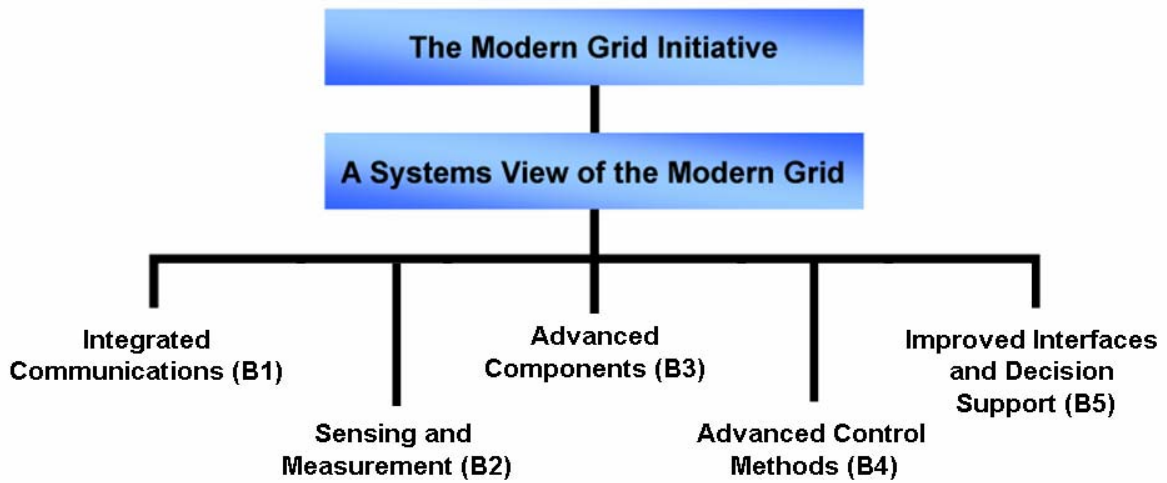 The Modern Grid Initiative
A Systems View of the Modern Grid
Integrated
Communications (B1)
Sensing and
Measurement (B2)
Advanced
Components (B3)
Advanced Control
Methods (B4)
Improved Interfaces
and Decision
Support (B5)